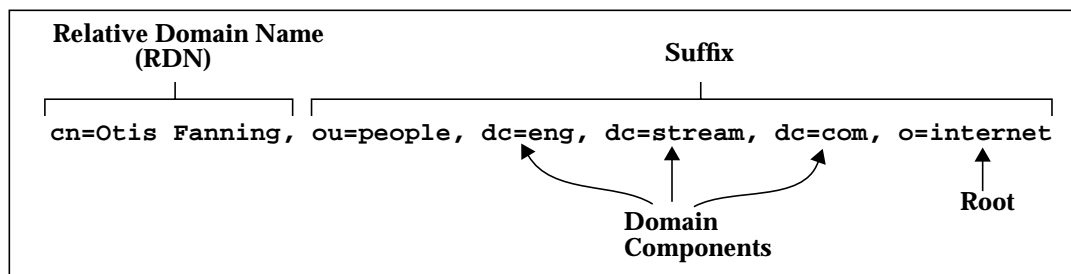 Relative Domain Name
(RDN)
Suffix
cn=Otis Fanning, ou=people, dc=eng, dc=stream, dc=com, o=internet
Domain
Components
Root